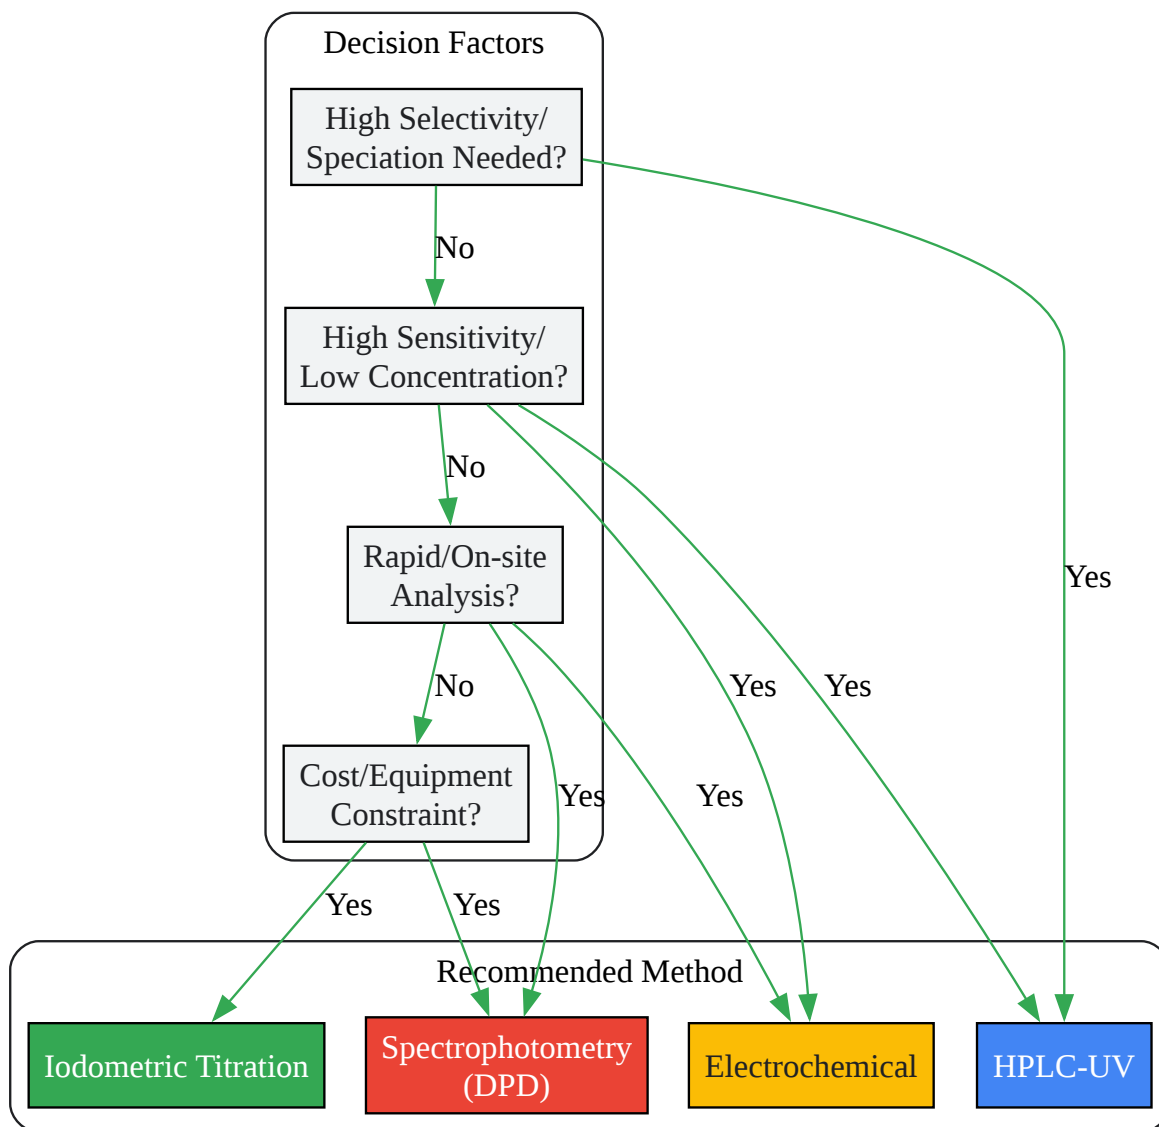 Decision Factors
High Selectivity/
Speciation Needed?
No
High Sensitivity/
Low Concentration?
No
Rapid/On-site
Analysis?
Yes
No
Yes
Yes
Cost/Equipment
Constraint?
Yes
Yes
Yes
Yes
Recommended Method
Iodometric Titration
Spectrophotometry
(DPD)
Electrochemical
HPLC-UV